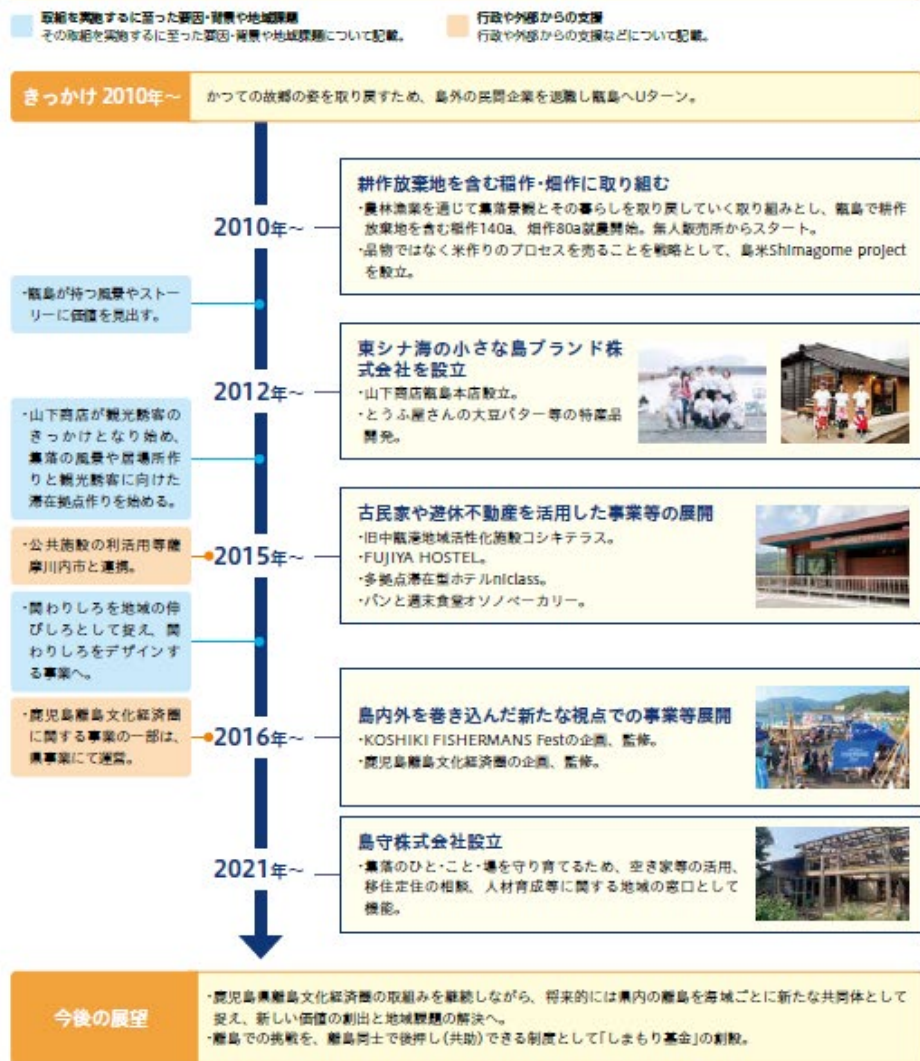 取組を実施するに至った要因・背景や地域課題
その取組を実施するに至った要因・背景や地域課題について記載。
行政や外部からの支援
行政や外部からの支援などについて記載。
きっかけ 2010年~
かつての故郷の姿を取り戻すため、島外の民間企業を退職し甑島へUターン。
2010年~
耕作放棄地を含む稲作・畑作に取り組む
・農林漁業を通じて集落景観とその暮らしを取り戻していく取り組みとし、甑島で耕作
放棄地を含む稲作140a、畑作80a就農開始。無人販売所からスタート。
・品物ではなく米作りのプロセスを売ることを戦略として、島米Shimagome project
を設立。
・甑島が持つ風景やストー
リーに価値を見出す。
2012年~
東シナ海の小さな島ブランド株
式会社を設立
・山下商店甑島本店設立。
・とうふ屋さんの大豆バター等の特産品
開発。
・山下商店が観光誘客の
きっかけとなり始め、
集落の風景や居場所作
りと観光誘客に向けた
滞在拠点作りを始める。
・公共施設の利活用等薩
摩川内市と連携。
2015年~
古民家や遊休不動産を活用した事業等の展開
・旧中甑港地域活性化施設コシキテラス。
・FUJIYA HOSTEL。
・多拠点滞在型ホテルniclass。
・パンと週末食堂オソノベーカリー。
・関わりしろを地域の伸
びしろとして捉え、関
わりしろをデザインす
る事業へ。
・鹿児島離島文化経済圏
に関する事業の一部は、
県事業にて運営。
2016年~
島内外を巻き込んだ新たな視点での事業等展開
・KOSHIKI FISHERMANS Festの企画、監修。
・鹿児島離島文化経済圏の企画、監修。
2021年~
島守株式会社設立
・集落のひと・こと・場を守り育てるため、空き家等の活用、
移住定住の相談、人材育成等に関する地域の窓口として
機能。
今後の展望
・鹿児島県離島文化経済圏の取組みを継続しながら、将来的には県内の離島を海域ごとに新たな共同体として
捉え、新しい価値の創出と地域課題の解決へ。
・離島での挑戦を、離島同士で後押し(共助)できる制度として「しまもり基金」の創設。